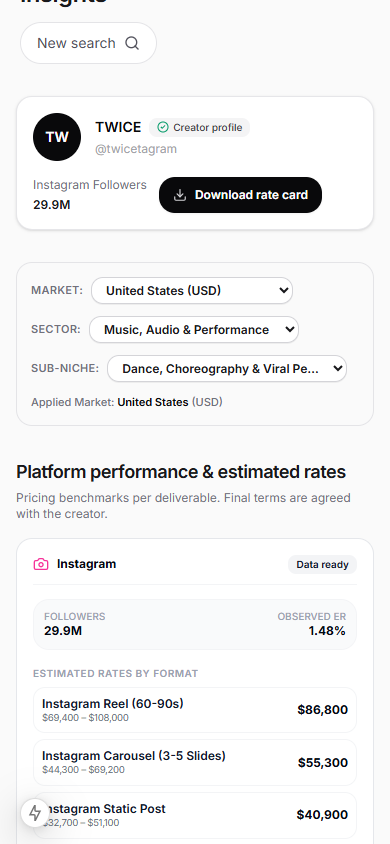 New search
TW
TWICE
Creator profile
@twicetagram
Instagram Followers
29.9M
Download rate card
MARKET:
United States (USD)
SECTOR:
Music, Audio & Performance
SUB-NICHE:
Dance, Choreography & Viral Pe...
Applied Market: United States (USD)
Platform performance & estimated rates
Pricing benchmarks per deliverable. Final terms are agreed
with the creator.
Instagram
Data ready
FOLLOWERS
OBSERVED ER
29.9M
1.48%
ESTIMATED RATES BY FORMAT
Instagram Reel (60-90s)
$69,400 – $108,000
$86,800
Instagram Carousel (3-5 Slides)
$44,300 – $69,200
$55,300
Instagram Static Post
$32,700 – $51,100
$40,900